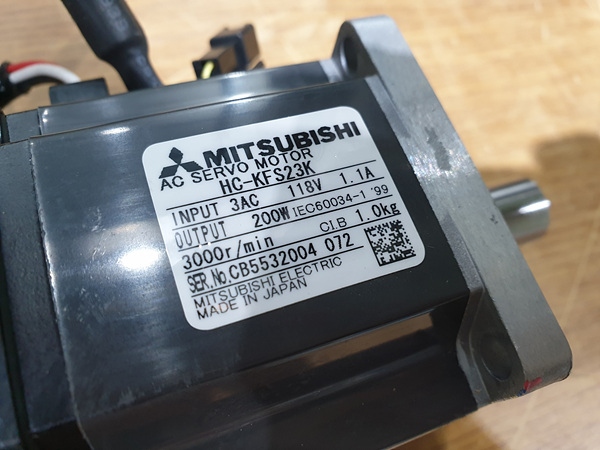 MITSUBISHI
AC SERVO MOTOR
HC-KFS23K
INPUT 3AC 118V 1.1A
OUTPUT 200W IEC60034-1 '99
3000r/min CI.B 1.0kg
SER.No.CB5532004 072
MITSUBISHI ELECTRIC
MADE IN JAPAN